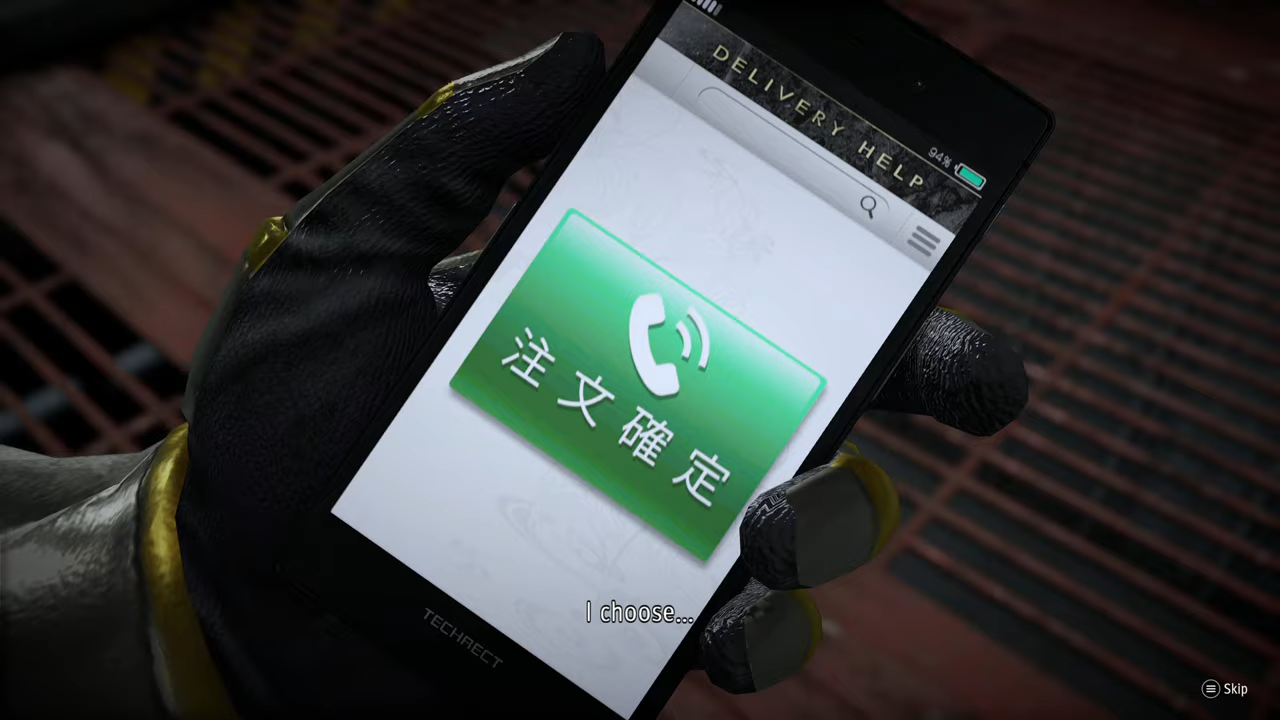 DELIVERY HELP
94%
注文確定
I choose...
TECHRECT
Skip